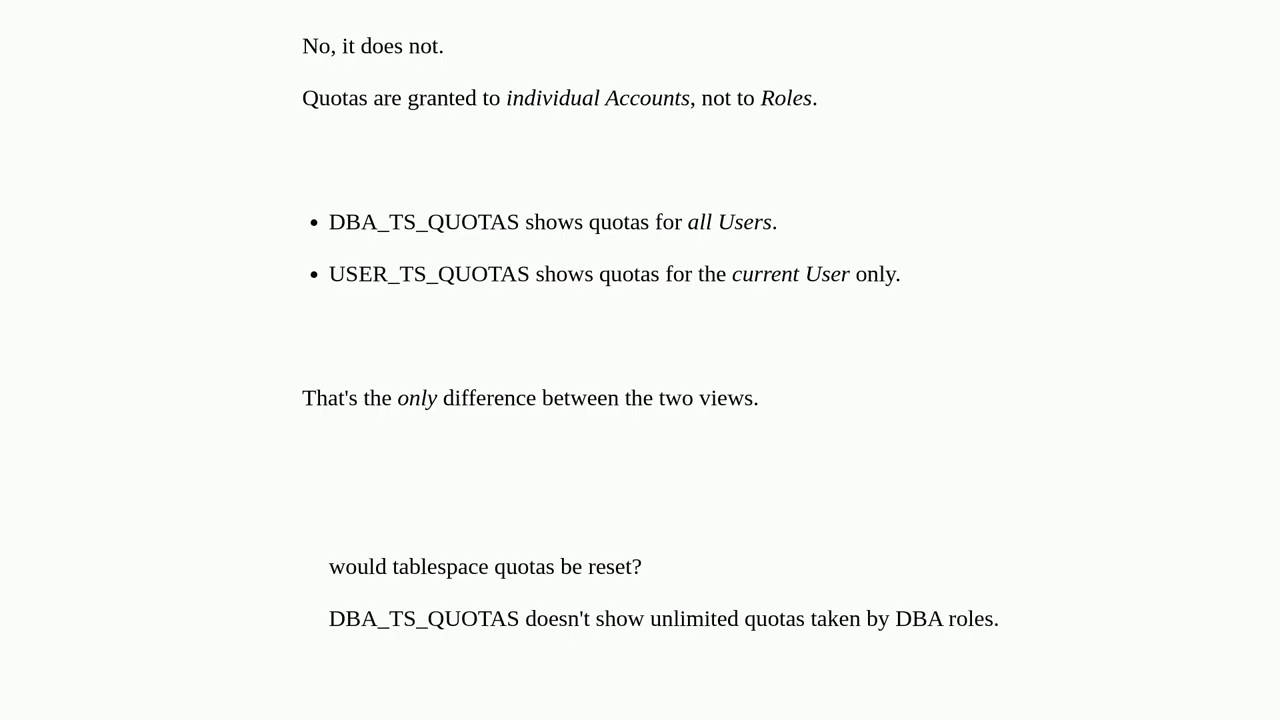 No, it does not.
Quotas are granted to individual Accounts, not to Roles.
• DBA_TS_QUOTAS shows quotas for all Users.
• USER_TS_QUOTAS shows quotas for the current User only.
That's the only difference between the two views.
would tablespace quotas be reset?
DBA_TS_QUOTAS doesn't show unlimited quotas taken by DBA roles.